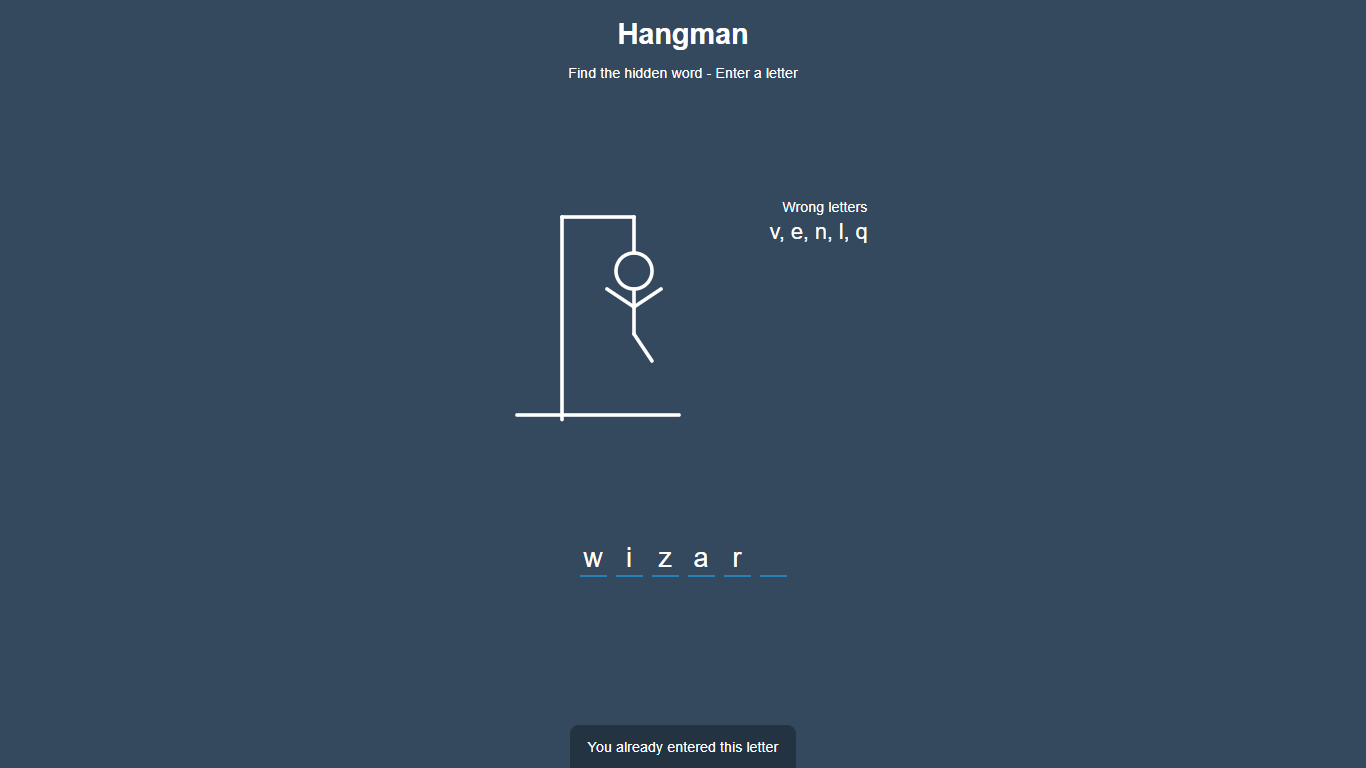 Hangman
Find the hidden word - Enter a letter
Wrong letters
v, e, n, l, q
w i z a r
You already entered this letter